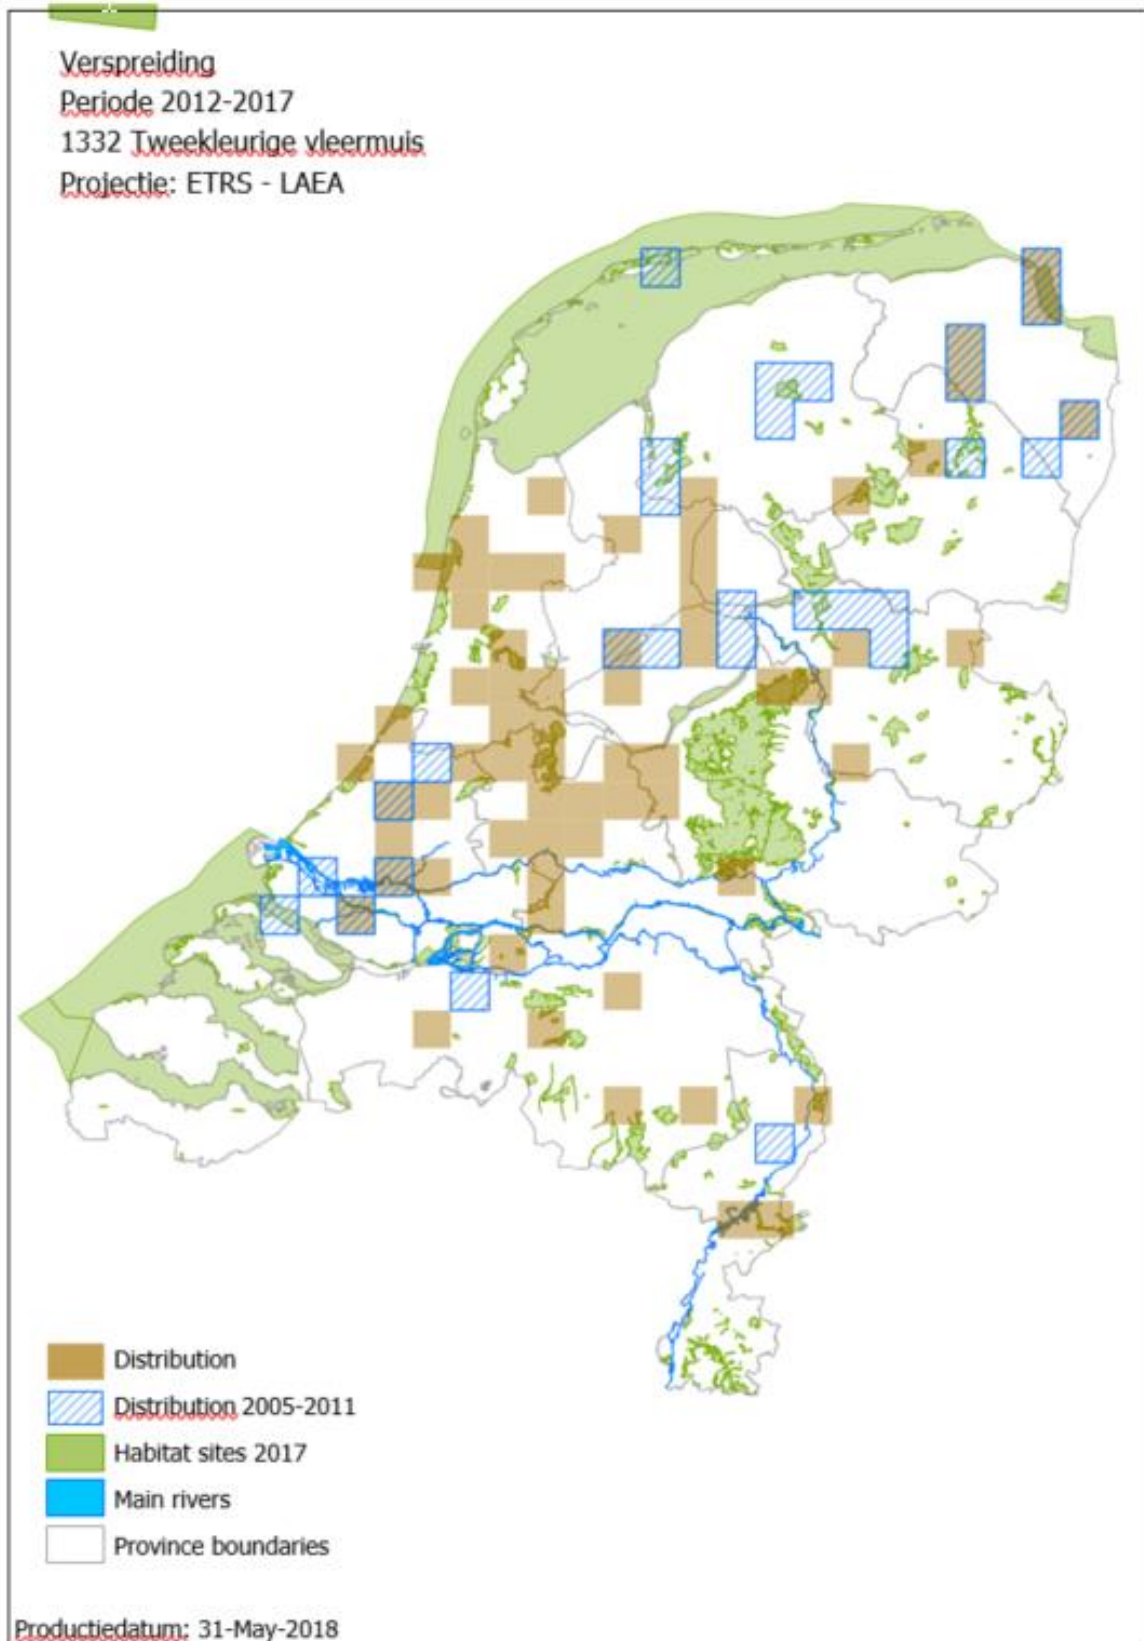 Verspreiding
Periode 2012-2017
1332 Tweekleurige vleermuis
Projectie: ETRS - LAEA
Distribution
Distribution 2005-2011
Habitat sites 2017
Main rivers
Province boundaries
Productiedatum: 31-May-2018